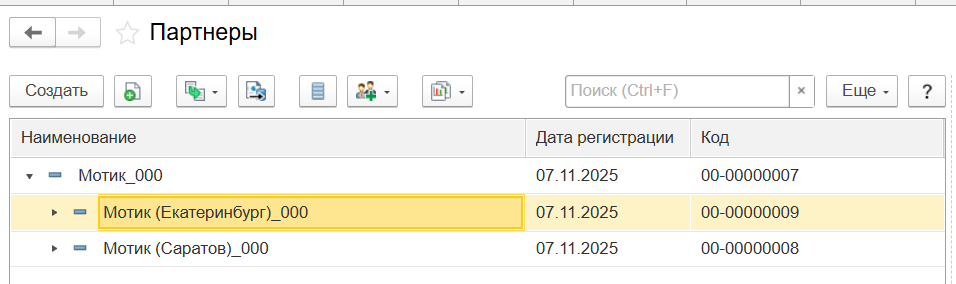 Партнеры
Создать Поиск (Ctrl+F) × Еще ?
Наименование Дата регистрации Код
Мотик_000 07.11.2025 00-00000007
Мотик (Екатеринбург)_000 07.11.2025 00-00000009
Мотик (Саратов)_000 07.11.2025 00-00000008